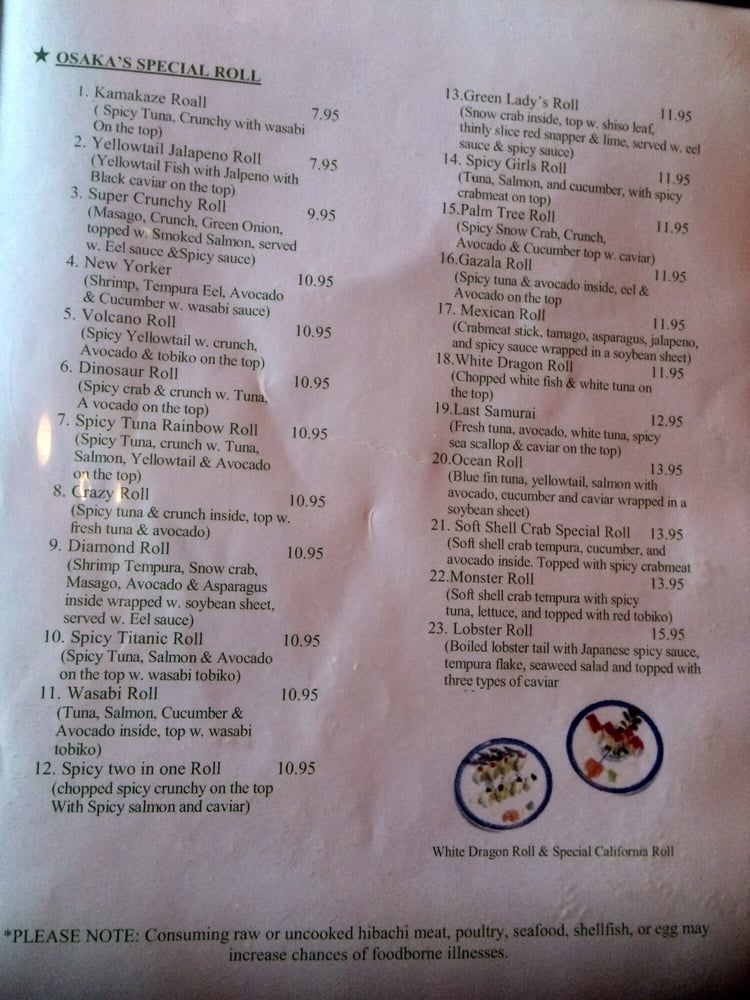 ★ OSAKA'S SPECIAL ROLL
1. Kamakaze Roall 7.95
( Spicy Tuna, Crunchy with wasabi
On the top)
2. Yellowtail Jalapeno Roll 7.95
(Yellowtail Fish with Jalpeno with
Black caviar on the top)
3. Super Crunchy Roll 9.95
(Masago, Crunch, Green Onion,
topped w. Smoked Salmon, served
w. Eel sauce &Spicy sauce)
4. New Yorker 10.95
(Shrimp, Tempura Eel, Avocado
& Cucumber w. wasabi sauce)
5. Volcano Roll 10.95
(Spicy Yellowtail w. crunch,
Avocado & tobiko on the top)
6. Dinosaur Roll 10.95
(Spicy crab & crunch w. Tuna,
A vocado on the top)
7. Spicy Tuna Rainbow Roll 10.95
(Spicy Tuna, crunch w. Tuna,
Salmon, Yellowtail & Avocado
on the top)
8. Crazy Roll 10.95
(Spicy tuna & crunch inside, top w.
fresh tuna & avocado)
9. Diamond Roll 10.95
(Shrimp Tempura, Snow crab,
Masago, Avocado & Asparagus
inside wrapped w. soybean sheet,
served w. Eel sauce)
10. Spicy Titanic Roll 10.95
(Spicy Tuna, Salmon & Avocado
on the top w. wasabi tobiko)
11. Wasabi Roll 10.95
(Tuna, Salmon, Cucumber &
Avocado inside, top w. wasabi
tobiko)
12. Spicy two in one Roll 10.95
(chopped spicy crunchy on the top
With Spicy salmon and caviar)
13.Green Lady's Roll 11.95
(Snow crab inside, top w. shiso leaf,
thinly slice red snapper & lime, served w. eel
sauce & spicy sauce)
14. Spicy Girls Roll 11.95
(Tuna, Salmon, and cucumber, with spicy
crabmeat on top)
15.Palm Tree Roll 11.95
(Spicy Snow Crab, Crunch,
Avocado & Cucumber top w. caviar)
16.Gazala Roll 11.95
(Spicy tuna & avocado inside, eel &
Avocado on the top
17. Mexican Roll 11.95
(Crabmeat stick, tamago, asparagus, jalapeno,
and spicy sauce wrapped in a soybean sheet)
18.White Dragon Roll 11.95
(Chopped white fish & white tuna on
the top)
19.Last Samurai 12.95
(Fresh tuna, avocado, white tuna, spicy
sea scallop & caviar on the top)
20.Ocean Roll 13.95
(Blue fin tuna, yellowtail, salmon with
avocado, cucumber and caviar wrapped in a
soybean sheet)
21. Soft Shell Crab Special Roll 13.95
(Soft shell crab tempura, cucumber, and
avocado inside. Topped with spicy crabmeat
22.Monster Roll 13.95
(Soft shell crab tempura with spicy
tuna, lettuce, and topped with red tobiko)
23. Lobster Roll 15.95
(Boiled lobster tail with Japanese spicy sauce,
tempura flake, seaweed salad and topped with
three types of caviar
White Dragon Roll & Special California Roll
*PLEASE NOTE: Consuming raw or uncooked hibachi meat, poultry, seafood, shellfish, or egg may
increase chances of foodborne illnesses.